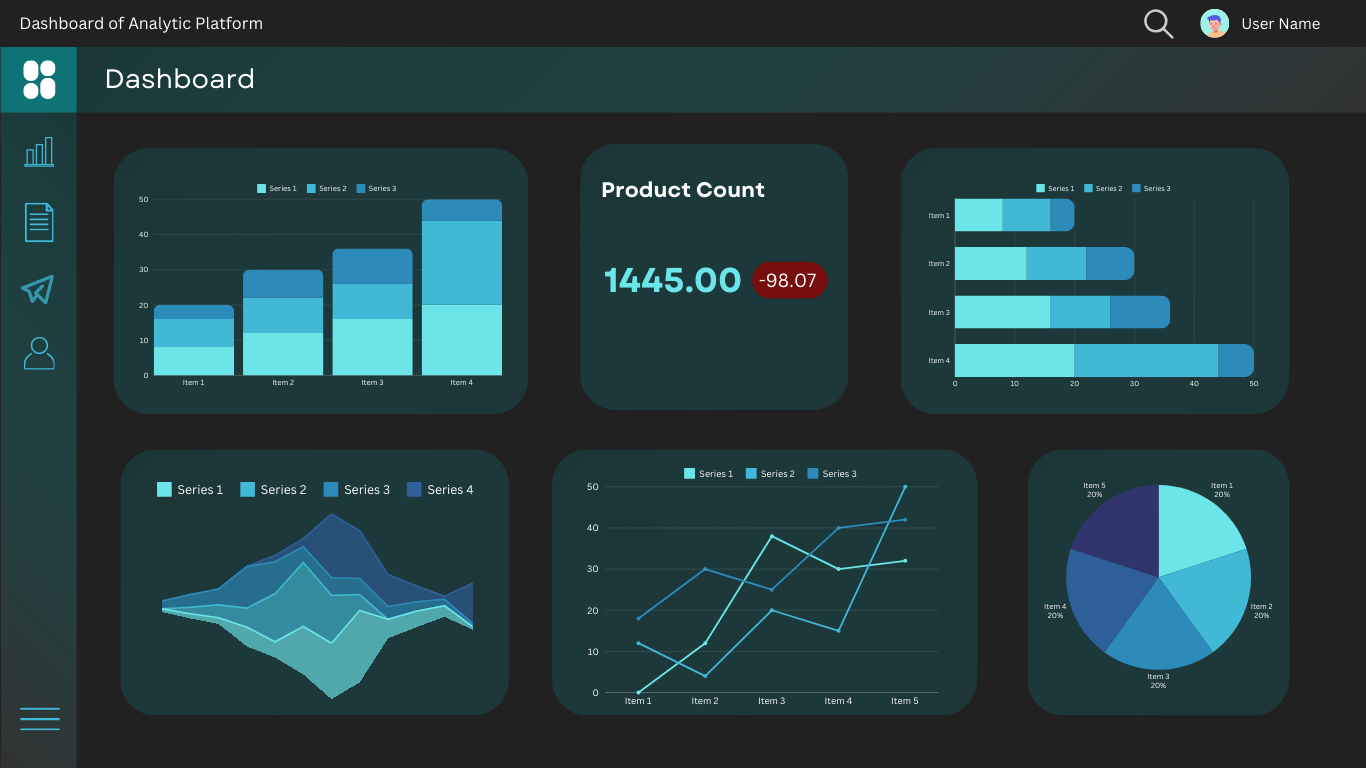 Dashboard of Analytic Platform
User Name
Dashboard
Series 1 Series 2 Series 3
50
40
30
20
10
0
Item 1 Item 2 Item 3 Item 4
Product Count
1445.00 -98.07
Series 1 Series 2 Series 3
Item 1
Item 2
Item 3
Item 4
0 10 20 30 40 50
Series 1 Series 2 Series 3 Series 4
Series 1 Series 2 Series 3
50
40
30
20
10
0
Item 1 Item 2 Item 3 Item 4 Item 5
Item 5
20%
Item 1
20%
Item 4
20%
Item 2
20%
Item 3
20%